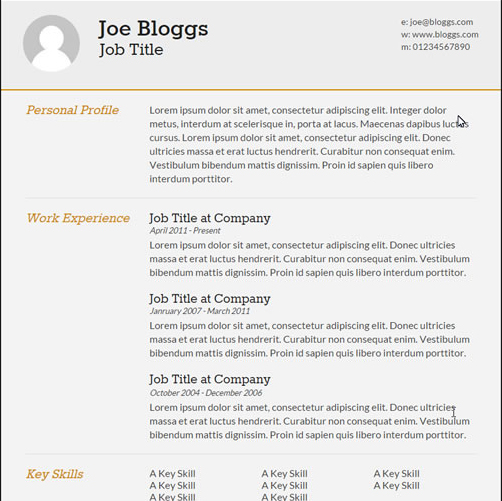 Joe Bloggs
Job Title
e: joe@bloggs.com
w: www.bloggs.com
m: 01234567890
Personal Profile
Lorem ipsum dolor sit amet, consectetur adipiscing elit. Integer dolor
metus, interdum at scelerisque in, porta at lacus. Maecenas dapibus luctus
cursus. Lorem ipsum dolor sit amet, consectetur adipiscing elit. Donec
ultricies massa et erat luctus hendrerit. Curabitur non consequat enim.
Vestibulum bibendum mattis dignissim. Proin id sapien quis libero
interdum porttitor.
Work Experience
Job Title at Company
April 2011 - Present
Lorem ipsum dolor sit amet, consectetur adipiscing elit. Donec ultricies
massa et erat luctus hendrerit. Curabitur non consequat enim. Vestibulum
bibendum mattis dignissim. Proin id sapien quis libero interdum porttitor.
Job Title at Company
Janruary 2007 - March 2011
Lorem ipsum dolor sit amet, consectetur adipiscing elit. Donec ultricies
massa et erat luctus hendrerit. Curabitur non consequat enim. Vestibulum
bibendum mattis dignissim. Proin id sapien quis libero interdum porttitor.
Job Title at Company
October 2004 - December 2006
Lorem ipsum dolor sit amet, consectetur adipiscing elit. Donec ultricies
massa et erat luctus hendrerit. Curabitur non consequat enim. Vestibulum
bibendum mattis dignissim. Proin id sapien quis libero interdum porttitor.
Key Skills
A Key Skill A Key Skill A Key Skill
A Key Skill A Key Skill A Key Skill
A Key Skill A Key Skill